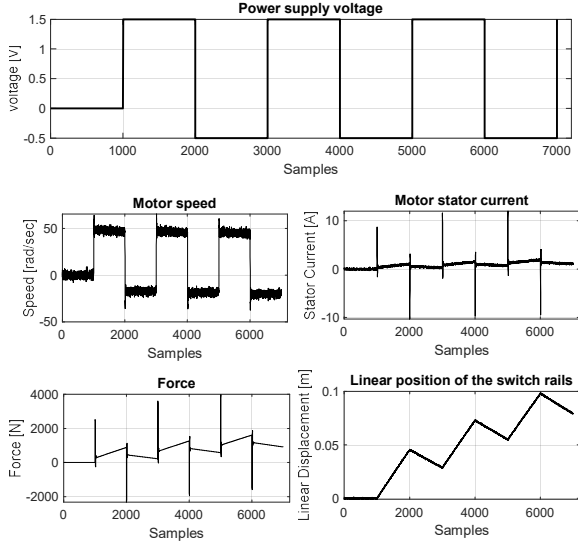 Power supply voltage
1.5
1
0.5
0
-0.5
voltage [V]
0 1000 2000 3000 4000 5000 6000 7000
Samples
Motor speed
50
0
-50
Speed [rad/sec]
0 2000 4000 6000
Samples
Motor stator current
10
0
-10
Stator Current [A]
0 2000 4000 6000
Samples
Force
4000
2000
0
-2000
Force [N]
0 2000 4000 6000
Samples
Linear position of the switch rails
0.1
0.05
0
Linear Displacement [m]
0 2000 4000 6000
Samples